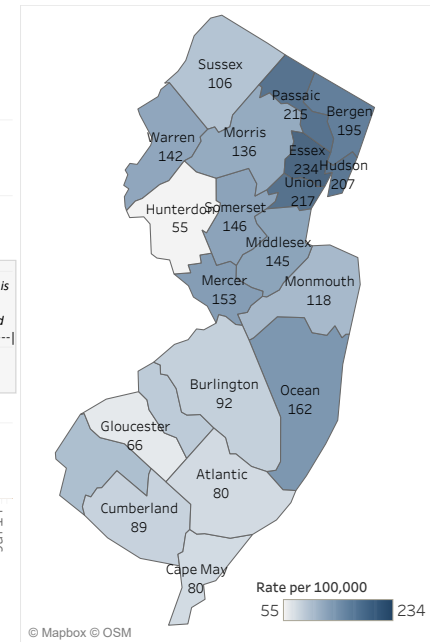 Sussex
106
Passaic
215
Bergen
195
Warren
142
Morris
136
Essex
234
Hudson
207
Union
217
Hunterdon
55
Somerset
146
Middlesex
145
Mercer
153
Monmouth
118
is
d
--|
Burlington
92
Ocean
162
Gloucester
66
Atlantic
80
Cumberland
89
Cape May
80
Rate per 100,000
55
234
© Mapbox © OSM